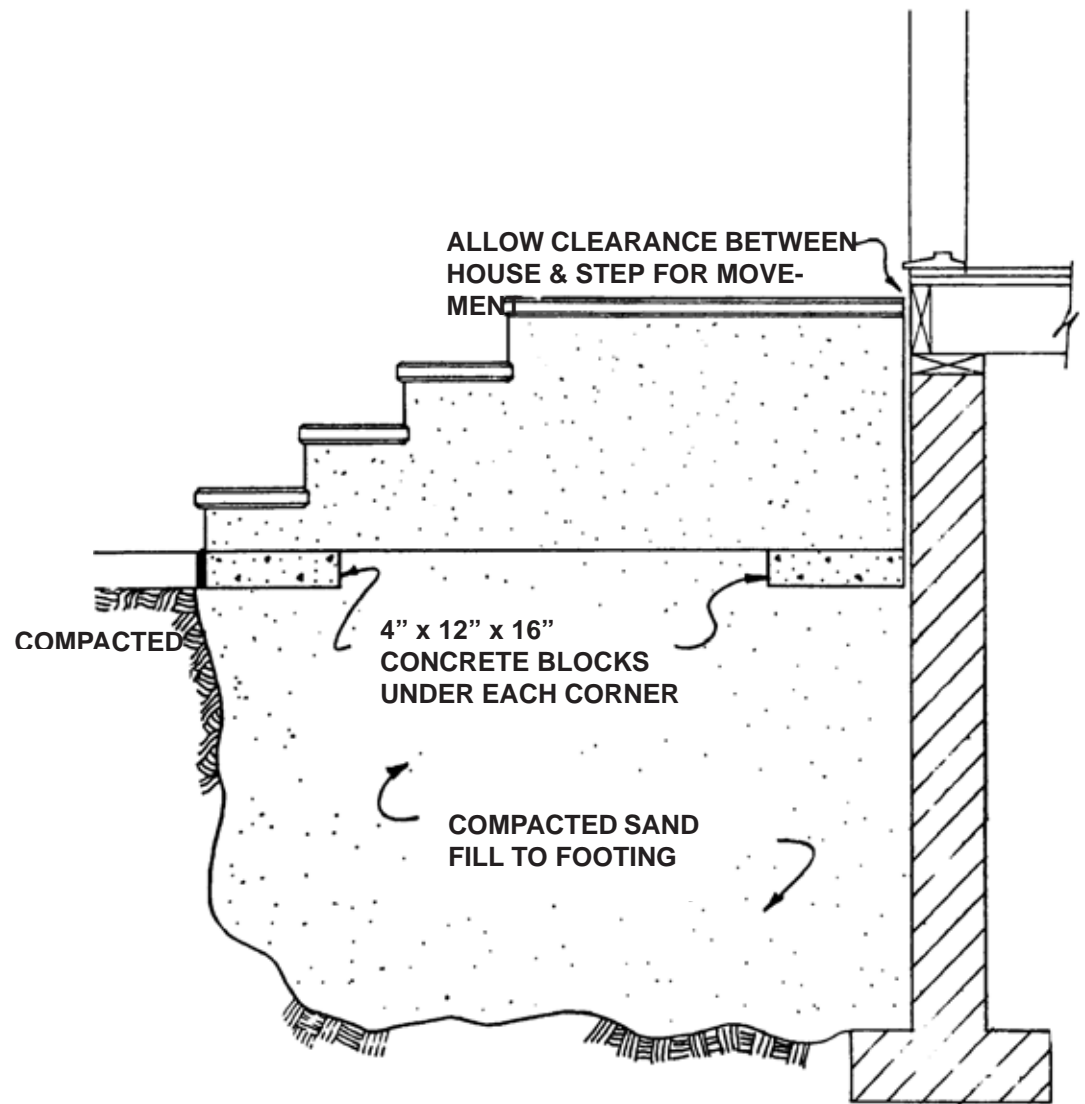 ALLOW CLEARANCE BETWEEN
HOUSE & STEP FOR MOVE-
MENT
COMPACTED
4” x 12” x 16”
CONCRETE BLOCKS
UNDER EACH CORNER
COMPACTED SAND
FILL TO FOOTING